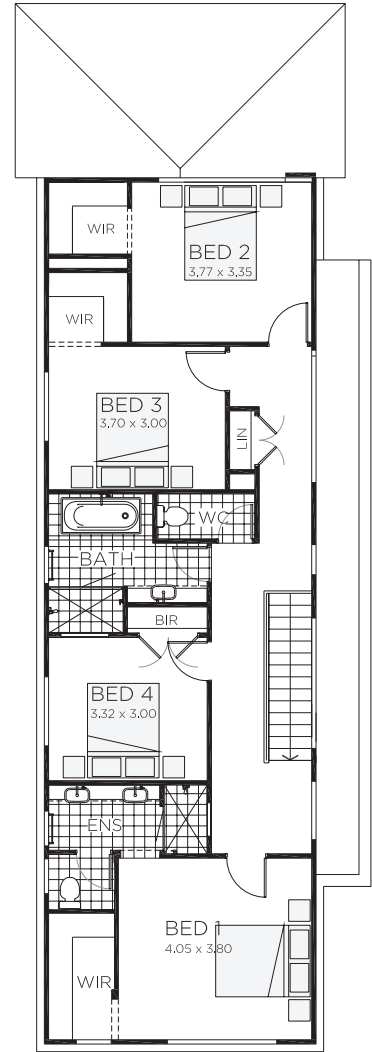 WIR
BED 2
3.77 x 3.35
WIR
BED 3
3.70 x 3.00
LIN
WC
BATH
BIR
BED 4
3.32 x 3.00
ENS
BED 1
4.05 x 3.80
WIR